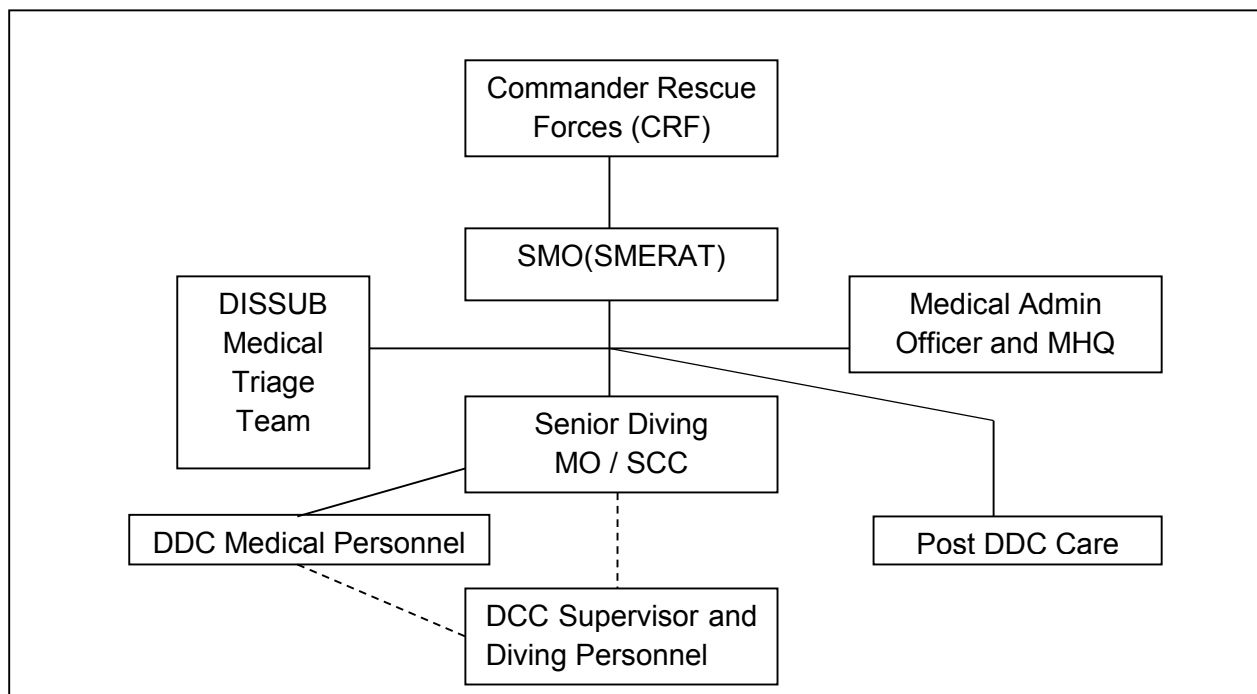 Commander Rescue
Forces (CRF)
SMO(SMERAT)
DISSUB
Medical
Triage
Team
Medical Admin
Officer and MHQ
Senior Diving
MO / SCC
DDC Medical Personnel
Post DDC Care
DCC Supervisor and
Diving Personnel